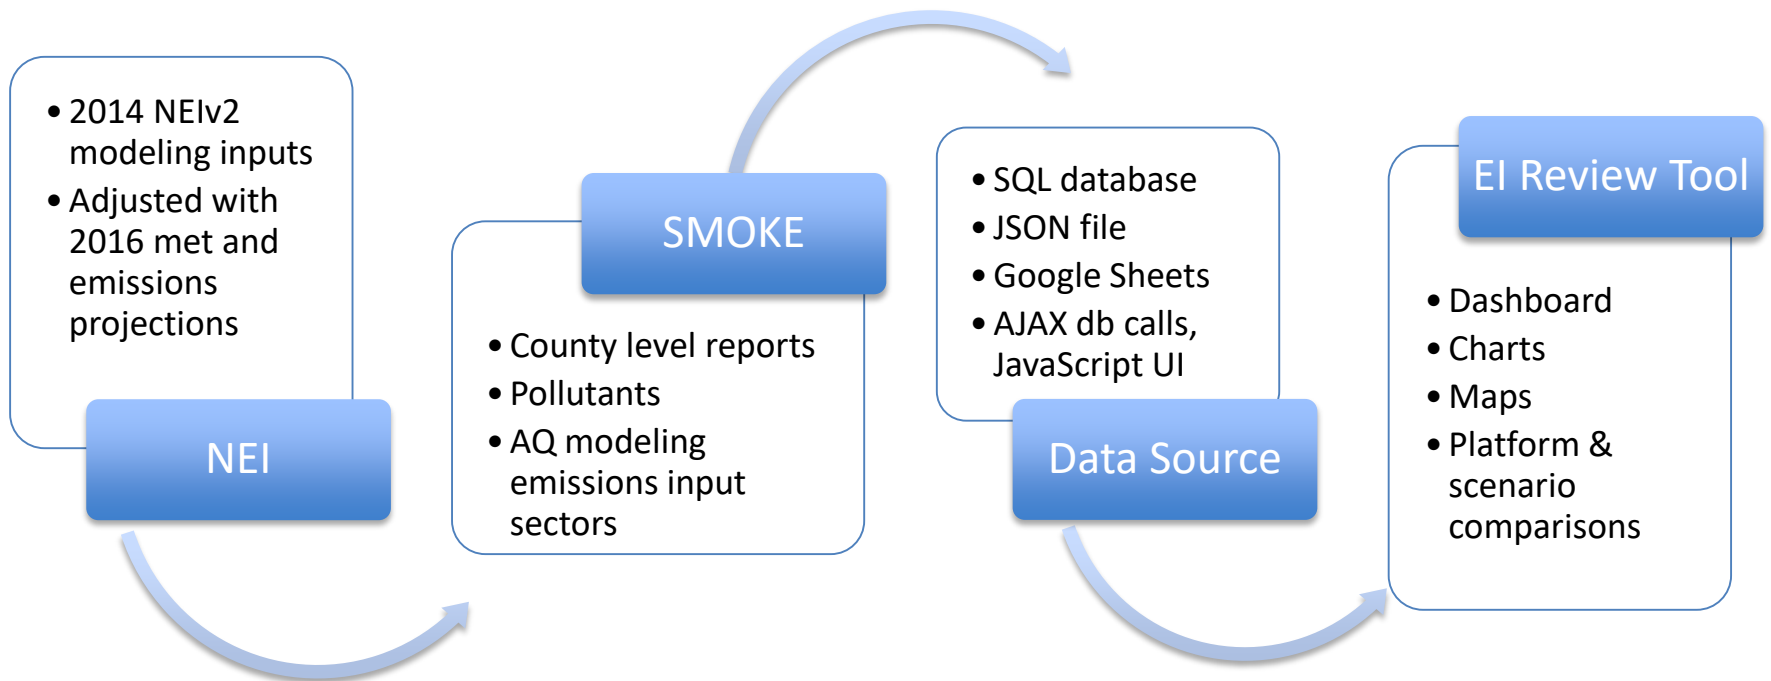 • 2014 NEIv2
modeling inputs
• Adjusted with
2016 met and
emissions
projections
NEI
SMOKE
• County level reports
• Pollutants
• AQ modeling
emissions input
sectors
• SQL database
• JSON file
• Google Sheets
• AJAX db calls,
JavaScript UI
Data Source
EI Review Tool
• Dashboard
• Charts
• Maps
• Platform &
scenario
comparisons